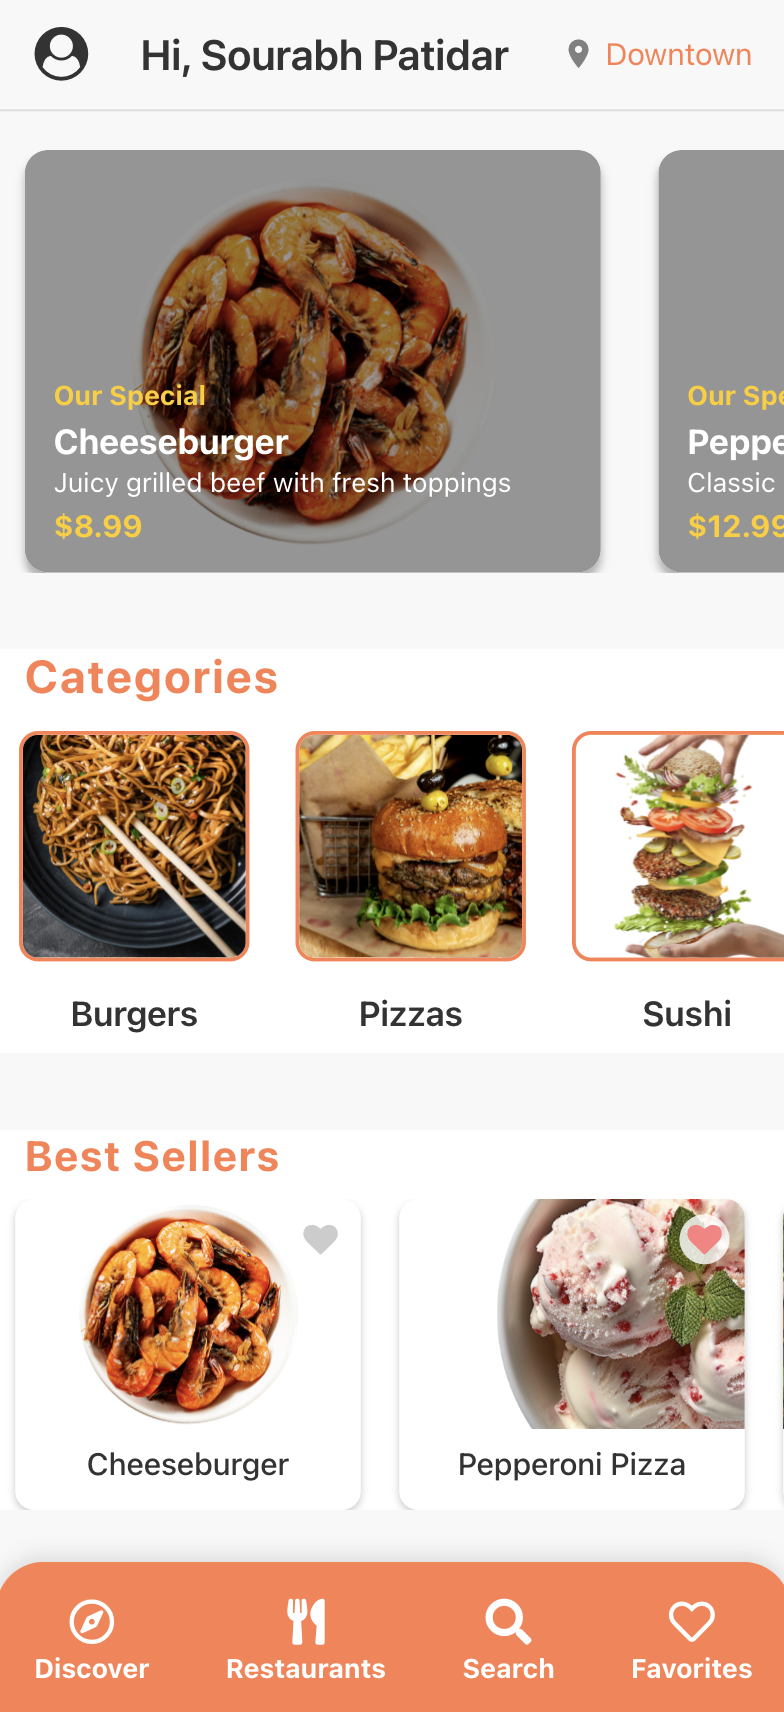 Hi, Sourabh Patidar
Downtown
Our Special
Cheeseburger
Juicy grilled beef with fresh toppings
$8.99
Our Spe
Peppe
Classic
$12.99
Categories
Burgers
Pizzas
Sushi
Best Sellers
Cheeseburger
Pepperoni Pizza
Discover
Restaurants
Search
Favorites